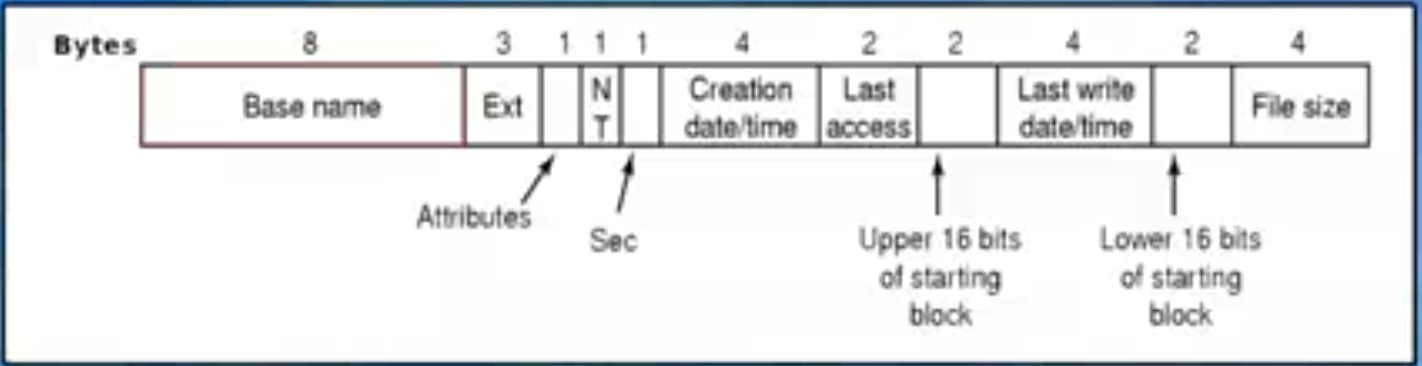 Bytes 8 3 1 1 1 4 2 2 4 2 4
Base name Ext N T Creation date/time Last access Last write date/time File size
Attributes
Sec
Upper 16 bits
of starting
block
Lower 16 bits
of starting
block